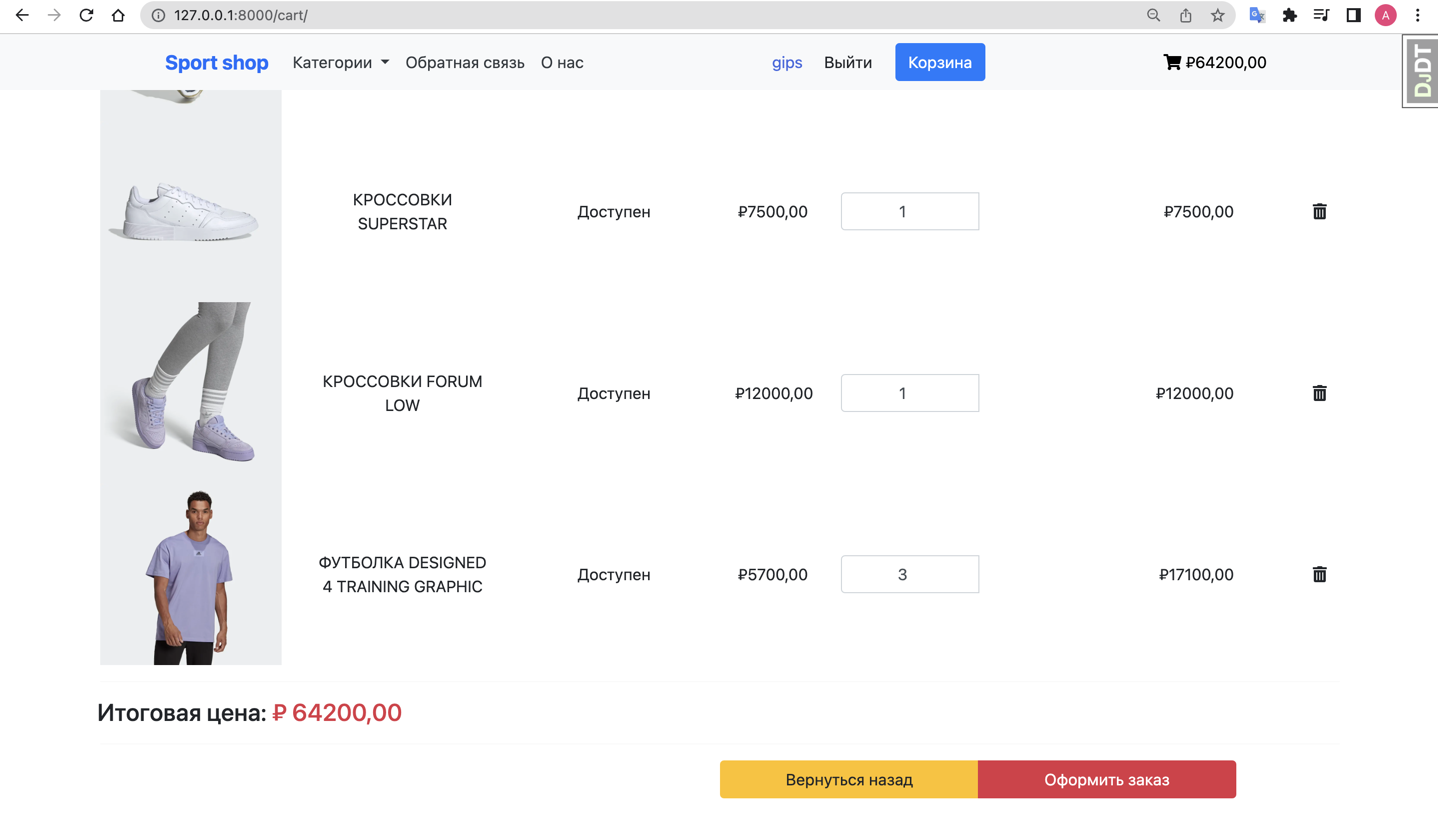 127.0.0.1:8000/cart/
A
Sport shop Категории Обратная связь О нас gips Выйти Корзина ₽64200,00
DjDT
КРОССОВКИ
SUPERSTAR
Доступен ₽7500,00 1 ₽7500,00
КРОССОВКИ FORUM
LOW
Доступен ₽12000,00 1 ₽12000,00
ФУТБОЛКА DESIGNED
4 TRAINING GRAPHIC
Доступен ₽5700,00 3 ₽17100,00
Итоговая цена: ₽ 64200,00
Вернуться назад Оформить заказ